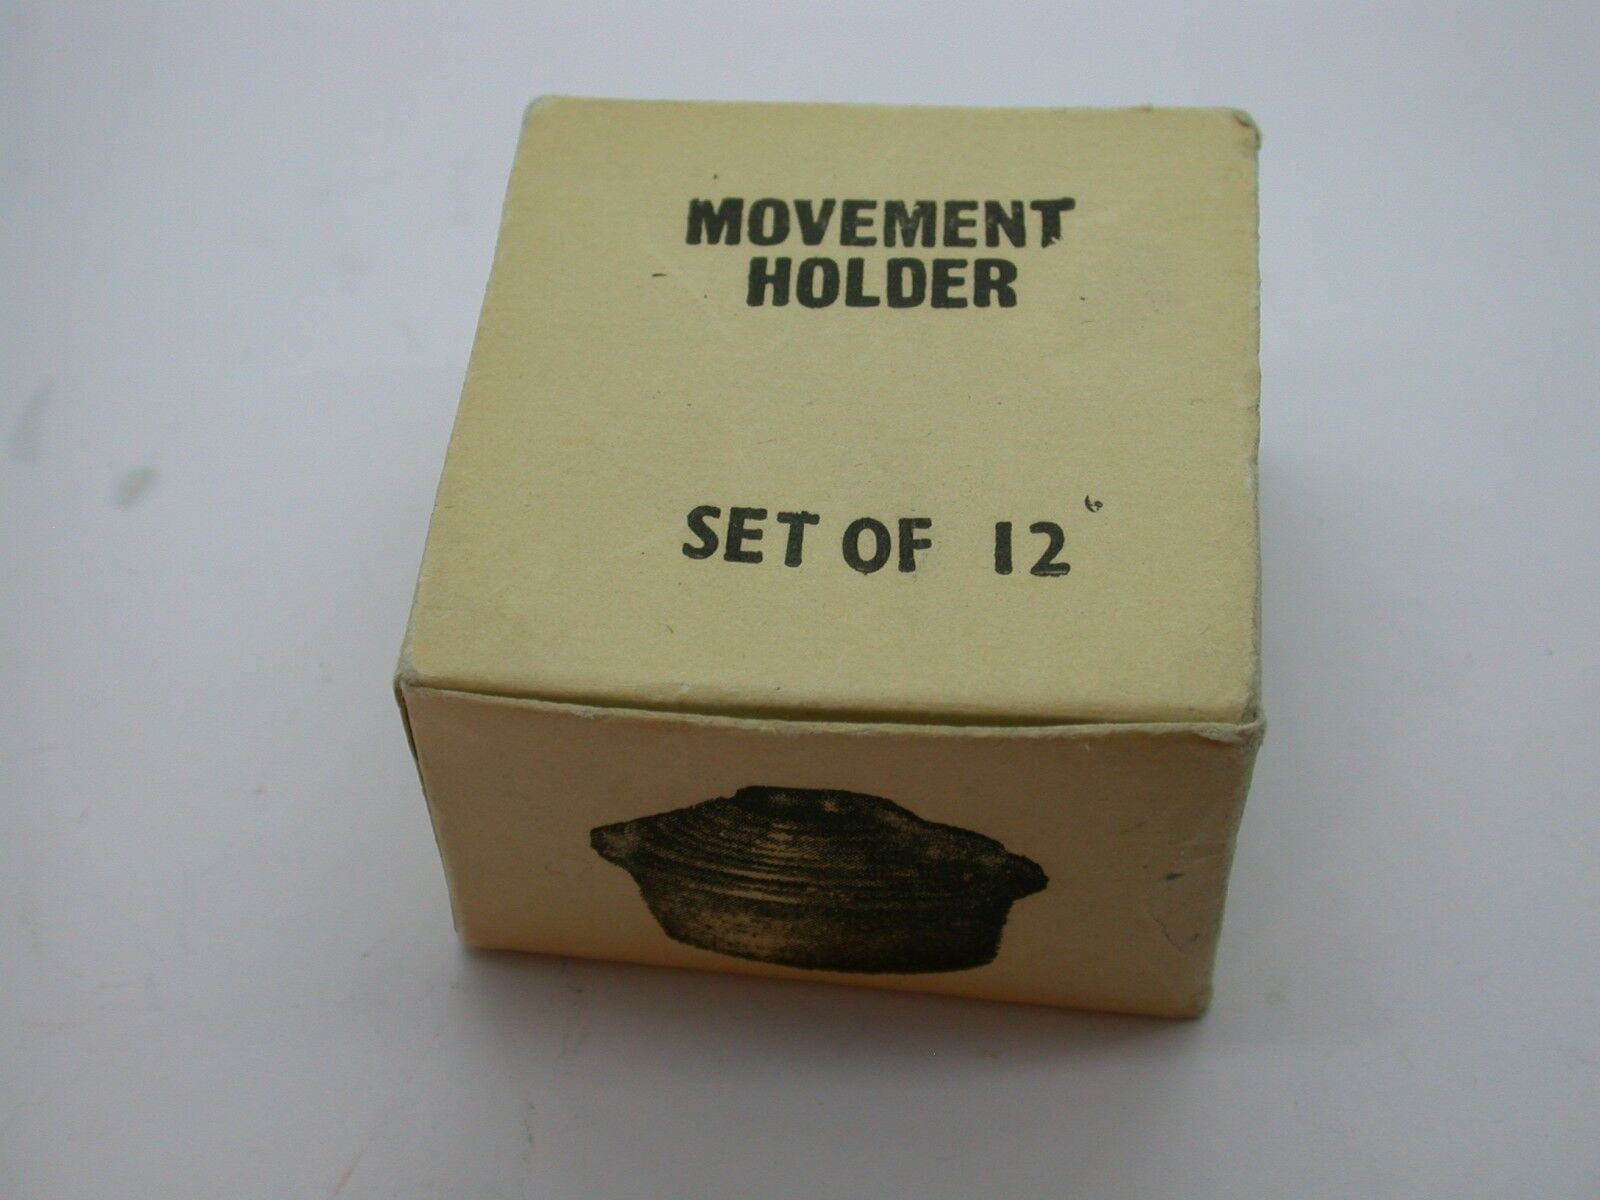 MOVEMENT
HOLDER
SET OF 12